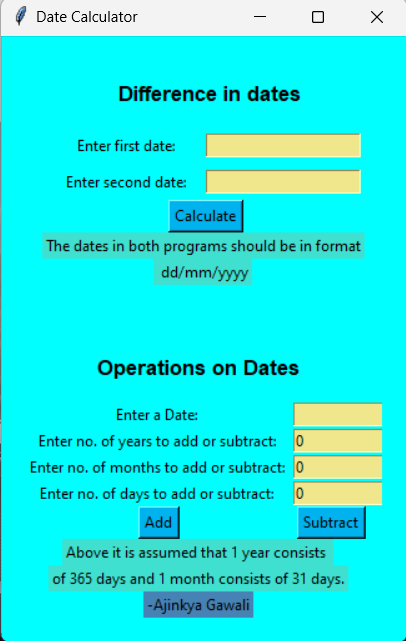 Date Calculator
Difference in dates
Enter first date:
Enter second date:
Calculate
The dates in both programs should be in format
dd/mm/yyyy
Operations on Dates
Enter a Date:
Enter no. of years to add or subtract: 0
Enter no. of months to add or subtract: 0
Enter no. of days to add or subtract: 0
Add Subtract
Above it is assumed that 1 year consists
of 365 days and 1 month consists of 31 days.
-Ajinkya Gawali